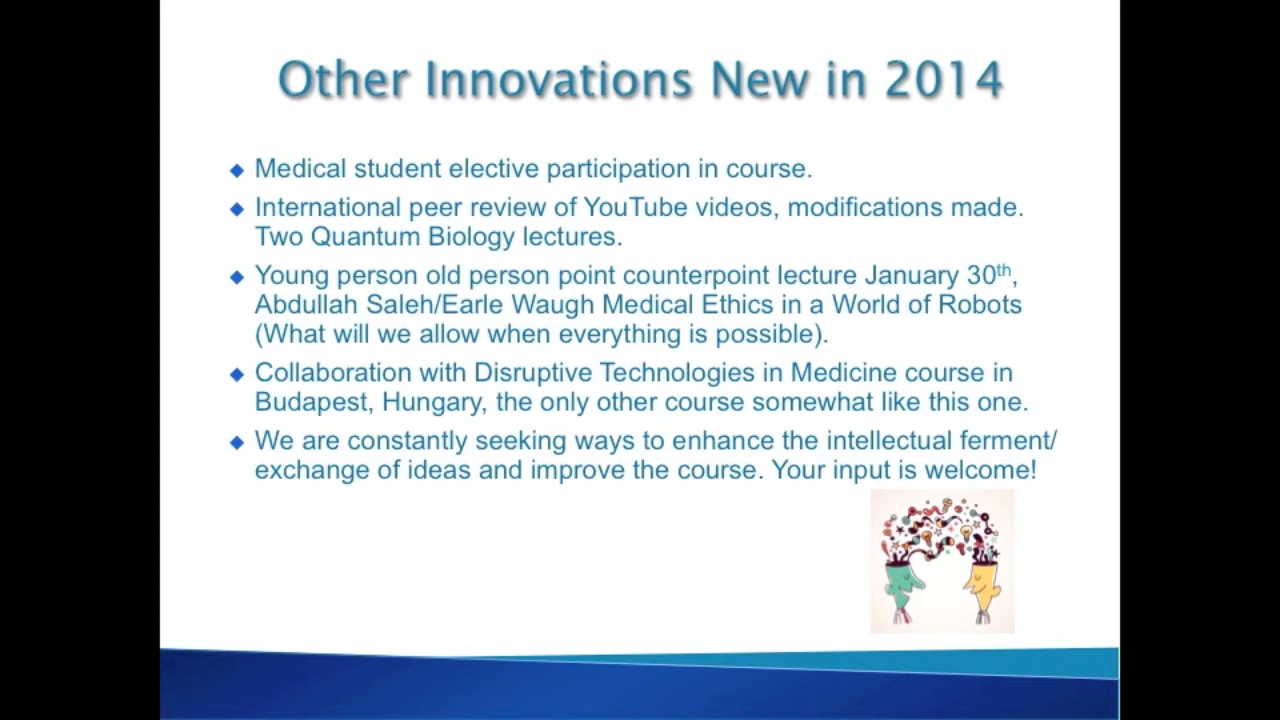 Other Innovations New in 2014
Medical student elective participation in course.
International peer review of YouTube videos, modifications made.
Two Quantum Biology lectures.
Young person old person point counterpoint lecture January 30th,
Abdullah Saleh/Earle Waugh Medical Ethics in a World of Robots
(What will we allow when everything is possible).
Collaboration with Disruptive Technologies in Medicine course in
Budapest, Hungary, the only other course somewhat like this one.
We are constantly seeking ways to enhance the intellectual ferment/
exchange of ideas and improve the course. Your input is welcome!